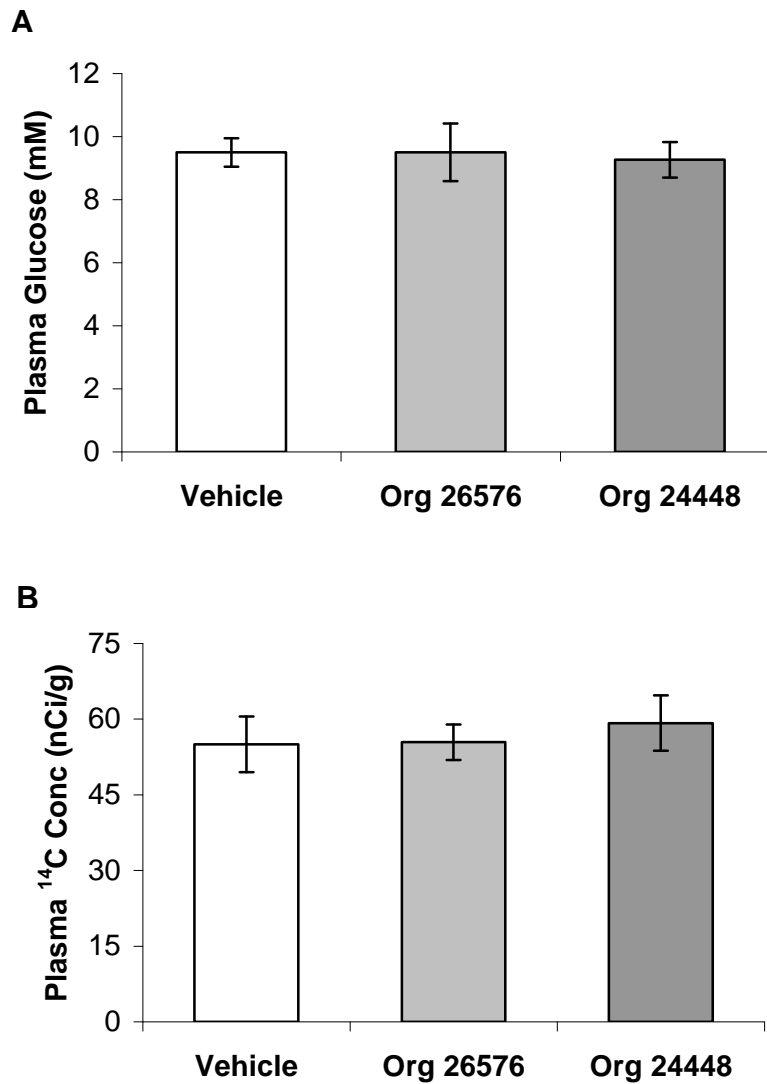 A
Plasma Glucose (mM)
12
10
8
6
4
2
0
Vehicle Org 26576 Org 24448
B
Plasma ¹⁴C Conc (nCi/g)
75
60
45
30
15
0
Vehicle Org 26576 Org 24448